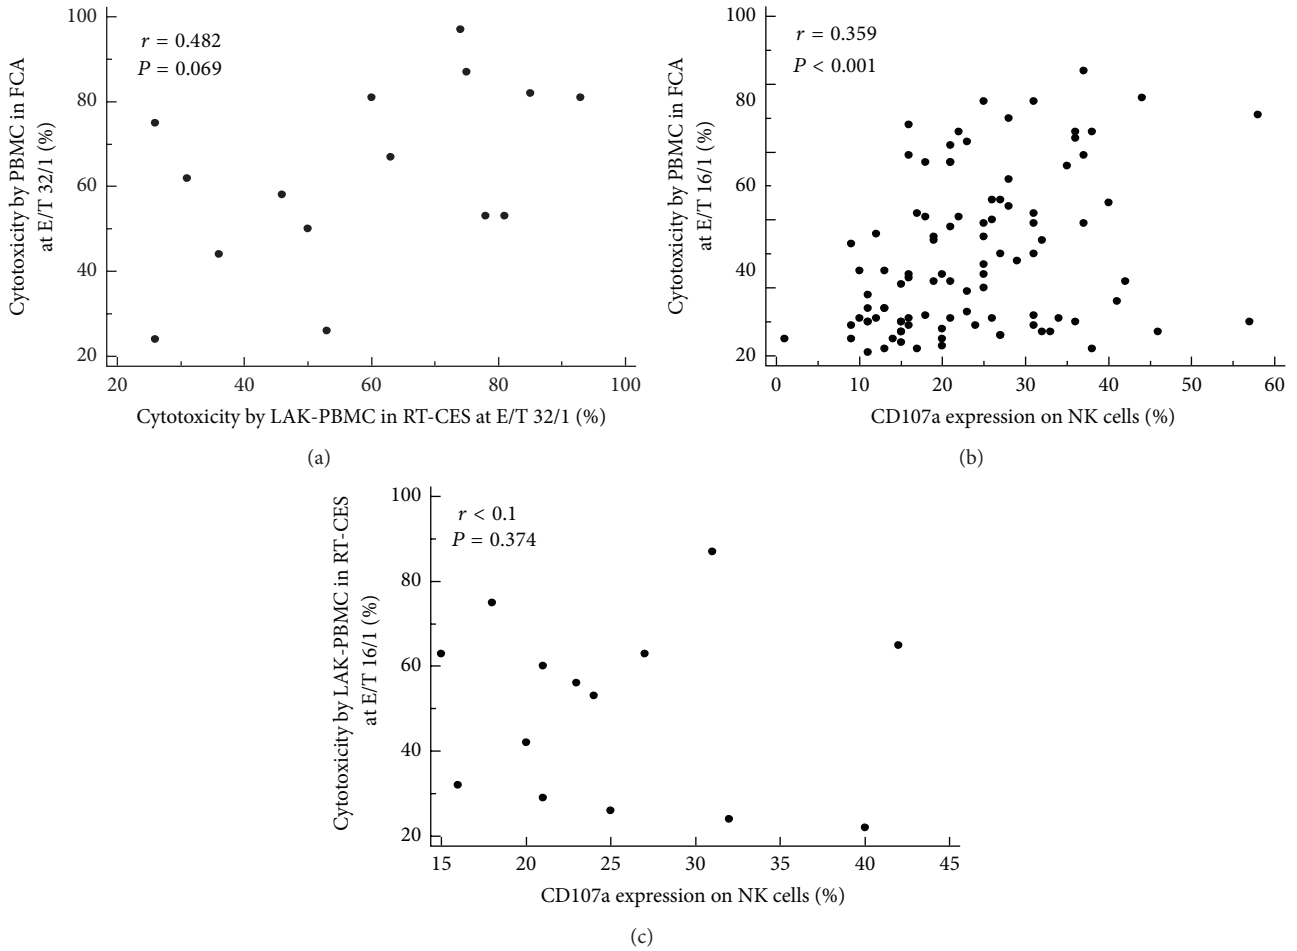 100
80
60
40
20
Cytotoxicity by PBMC in FCA
at E/T 32/1 (%)
r = 0.482
P = 0.069
20
40
60
80
100
Cytotoxicity by LAK-PBMC in RT-CES at E/T 32/1 (%)
(a)
100
80
60
40
20
Cytotoxicity by PBMC in FCA
at E/T 16/1 (%)
r = 0.359
P < 0.001
0
10
20
30
40
50
60
CD107a expression on NK cells (%)
(b)
100
80
60
40
20
Cytotoxicity by LAK-PBMC in RT-CES
at E/T 16/1 (%)
r < 0.1
P = 0.374
15
20
25
30
35
40
45
CD107a expression on NK cells (%)
(c)